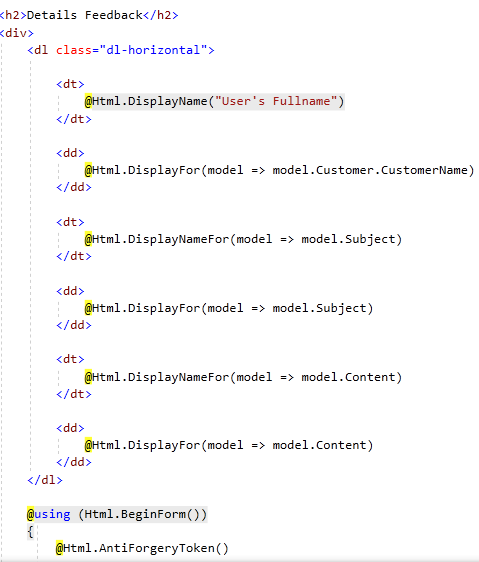 <h2>Details Feedback</h2>
<div>
<dl class="dl-horizontal">
<dt>
@Html.DisplayName("User's Fullname")
</dt>
<dd>
@Html.DisplayFor(model => model.Customer.CustomerName)
</dd>
<dt>
@Html.DisplayNameFor(model => model.Subject)
</dt>
<dd>
@Html.DisplayFor(model => model.Subject)
</dd>
<dt>
@Html.DisplayNameFor(model => model.Content)
</dt>
<dd>
@Html.DisplayFor(model => model.Content)
</dd>
</dl>
@using (Html.BeginForm())
{
@Html.AntiForgeryToken()